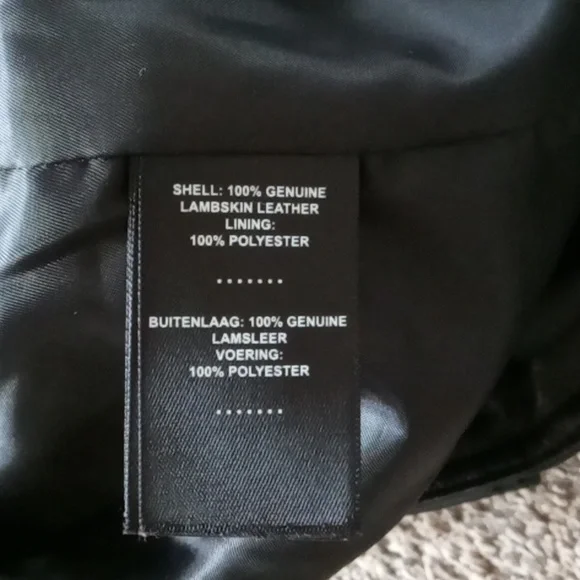 SHELL: 100% GENUINE
LAMBSKIN LEATHER
LINING:
100% POLYESTER
.......
BUITENLAAG: 100% GENUINE
LAMSLEER
VOERING:
100% POLYESTER
.......